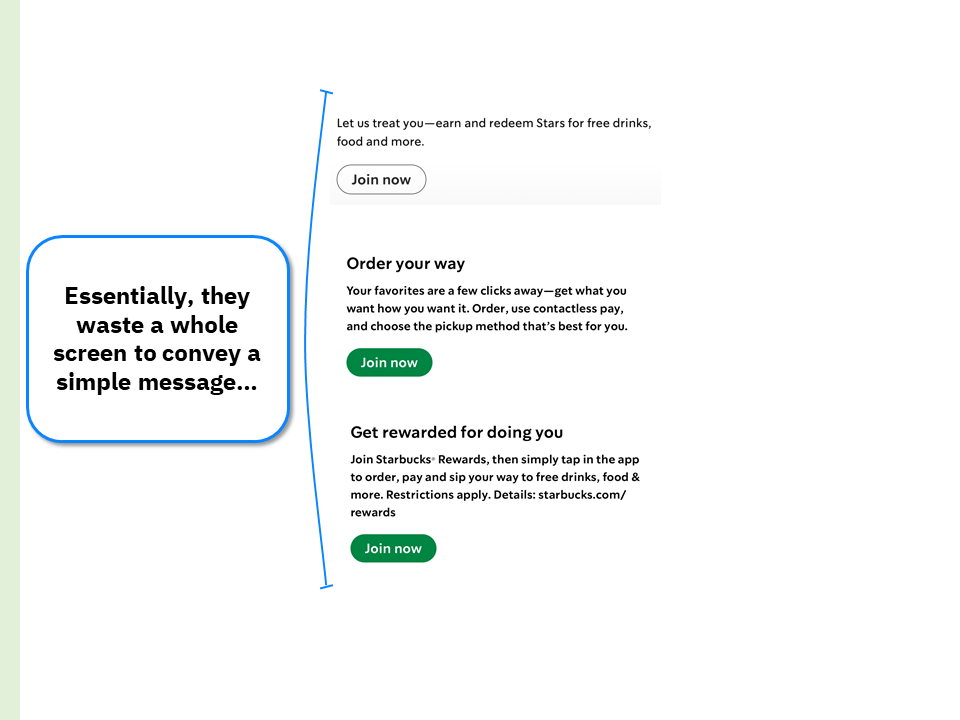 Essentially, they
waste a whole
screen to convey a
simple message...
Let us treat you—earn and redeem Stars for free drinks,
food and more.
Join now
Order your way
Your favorites are a few clicks away—get what you
want how you want it. Order, use contactless pay,
and choose the pickup method that’s best for you.
Join now
Get rewarded for doing you
Join Starbucks® Rewards, then simply tap in the app
to order, pay and sip your way to free drinks, food &
more. Restrictions apply. Details: starbucks.com/
rewards
Join now